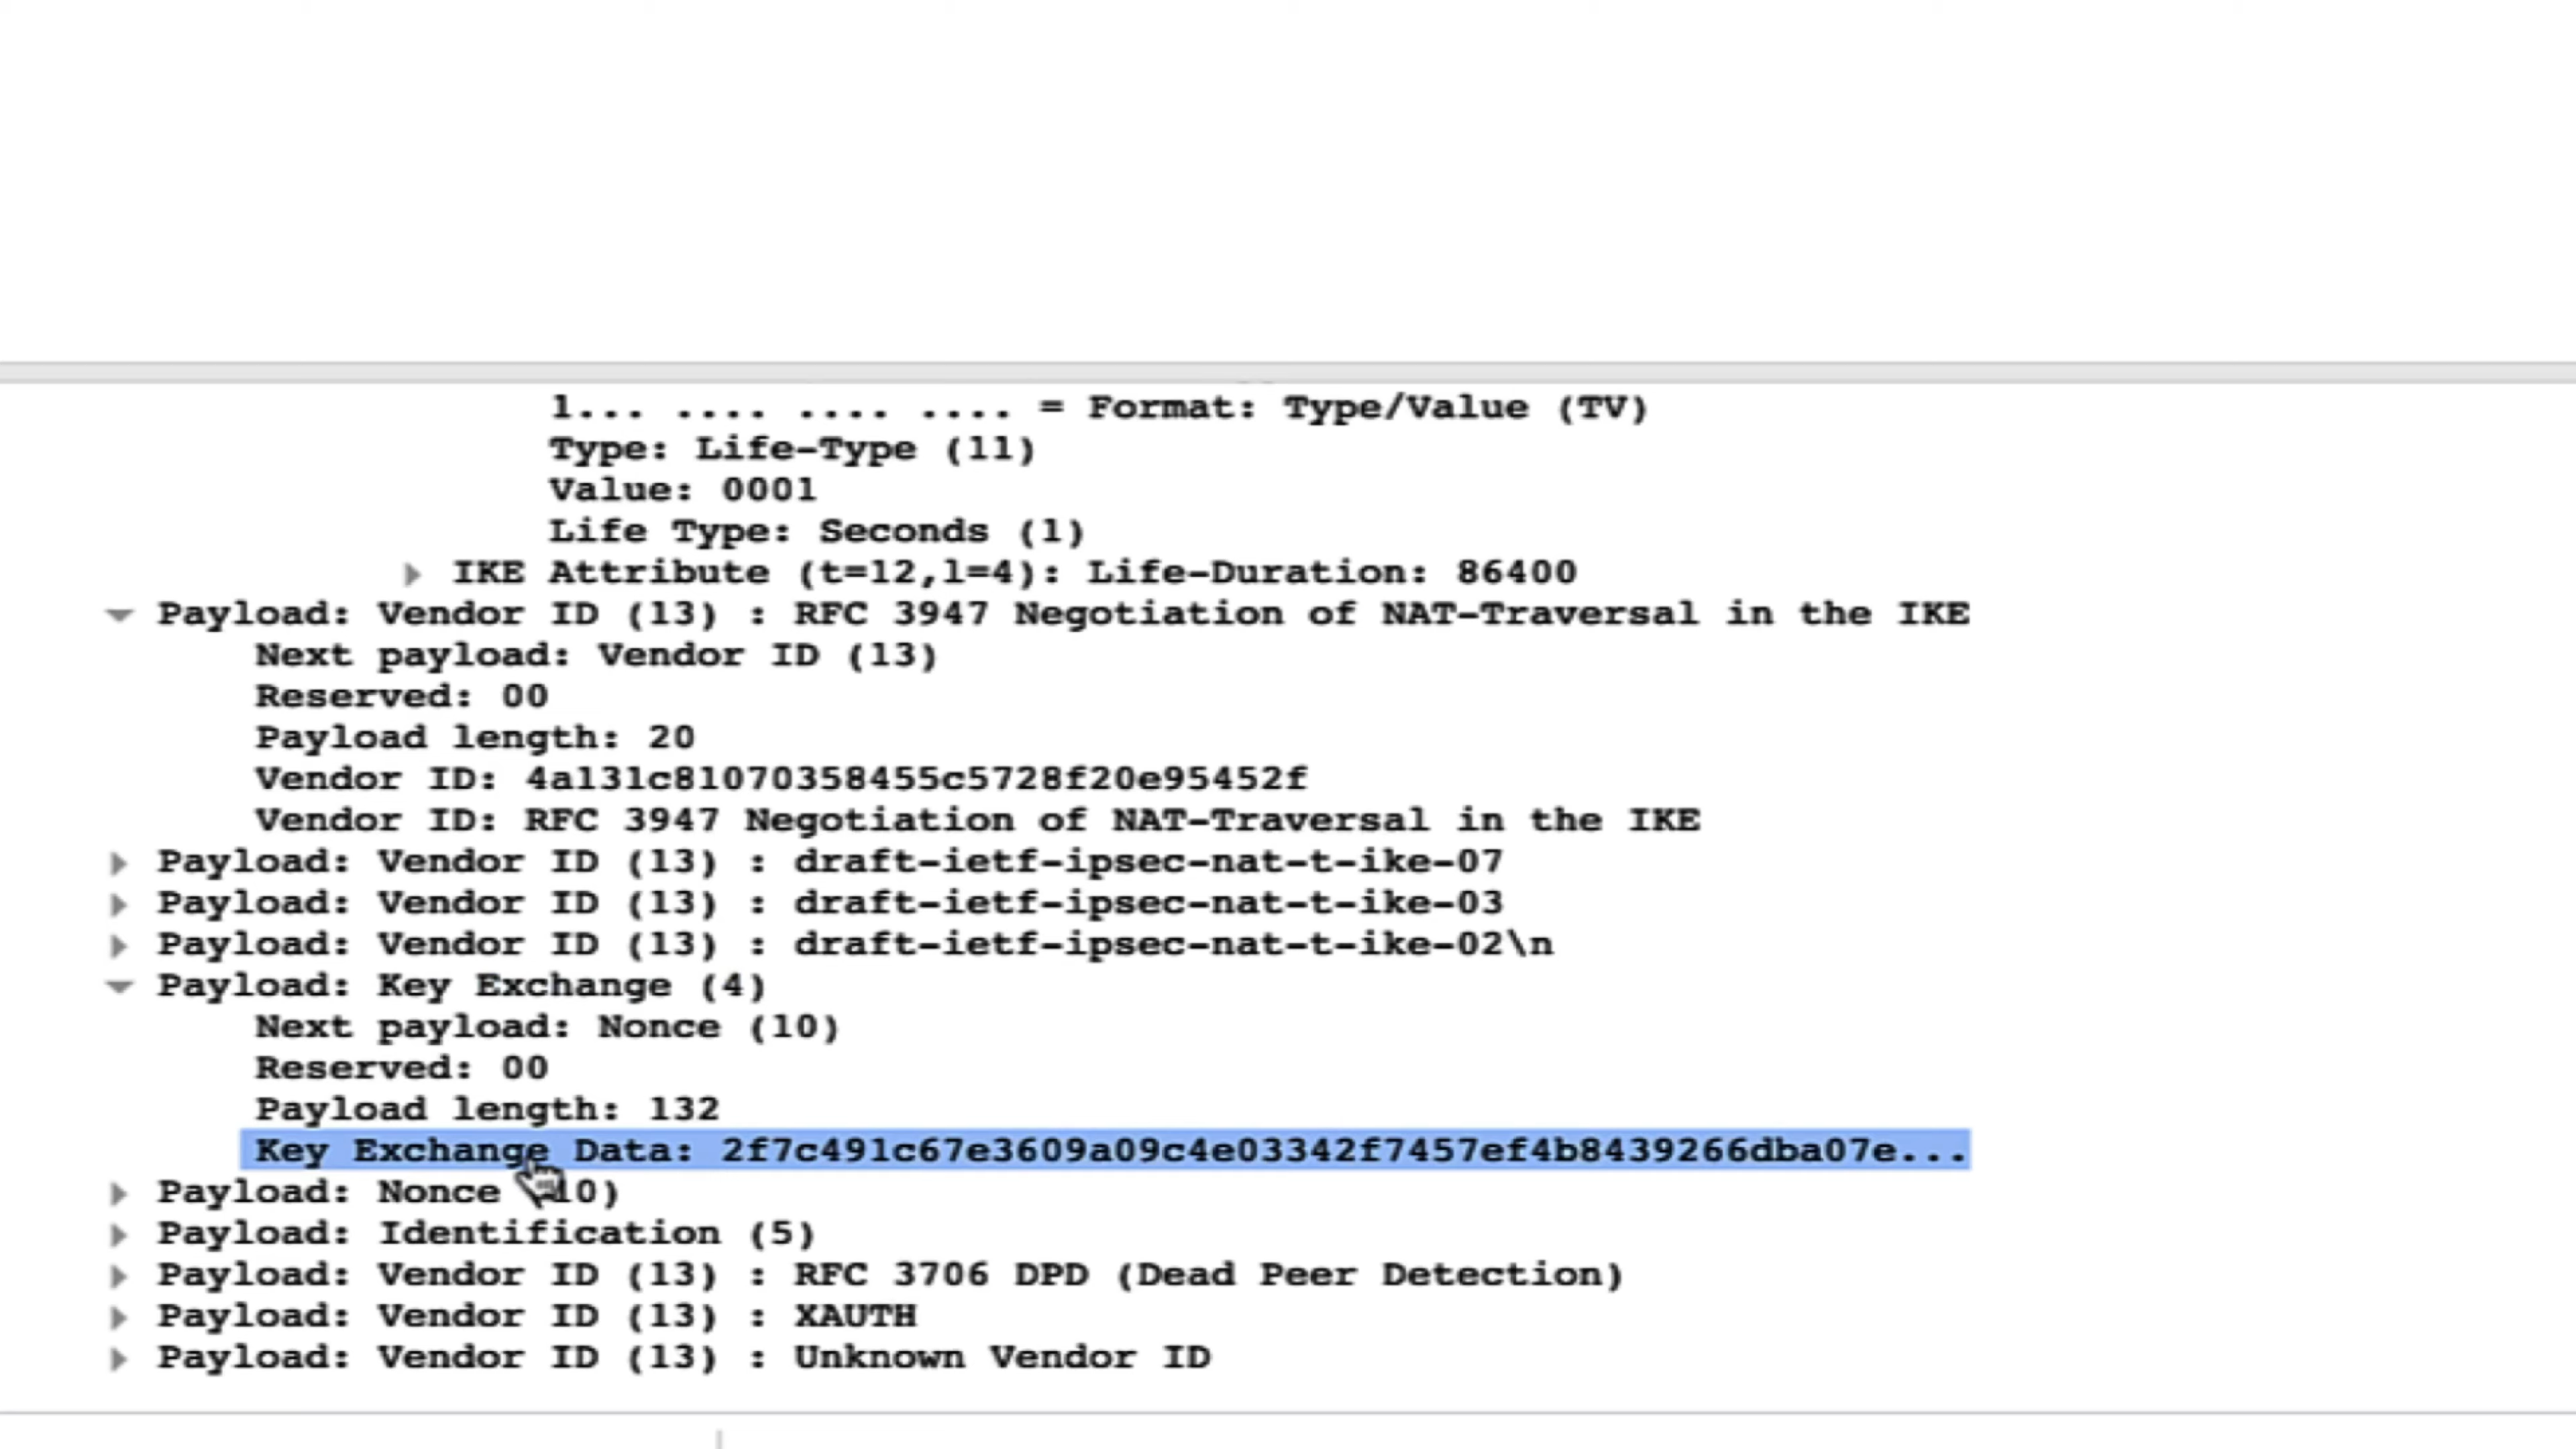 1... .... .... .... = Format: Type/Value (TV)
Type: Life-Type (11)
Value: 0001
Life Type: Seconds (1)
IKE Attribute (t=12,l=4): Life-Duration: 86400
Payload: Vendor ID (13) : RFC 3947 Negotiation of NAT-Traversal in the IKE
Next payload: Vendor ID (13)
Reserved: 00
Payload length: 20
Vendor ID: 4a131c81070358455c5728f20e95452f
Vendor ID: RFC 3947 Negotiation of NAT-Traversal in the IKE
Payload: Vendor ID (13) : draft-ietf-ipsec-nat-t-ike-07
Payload: Vendor ID (13) : draft-ietf-ipsec-nat-t-ike-03
Payload: Vendor ID (13) : draft-ietf-ipsec-nat-t-ike-02\n
Payload: Key Exchange (4)
Next payload: Nonce (10)
Reserved: 00
Payload length: 132
Key Exchange Data: 2f7c491c67e3609a09c4e03342f7457ef4b8439266dba07e...
Payload: Nonce (10)
Payload: Identification (5)
Payload: Vendor ID (13) : RFC 3706 DPD (Dead Peer Detection)
Payload: Vendor ID (13) : XAUTH
Payload: Vendor ID (13) : Unknown Vendor ID